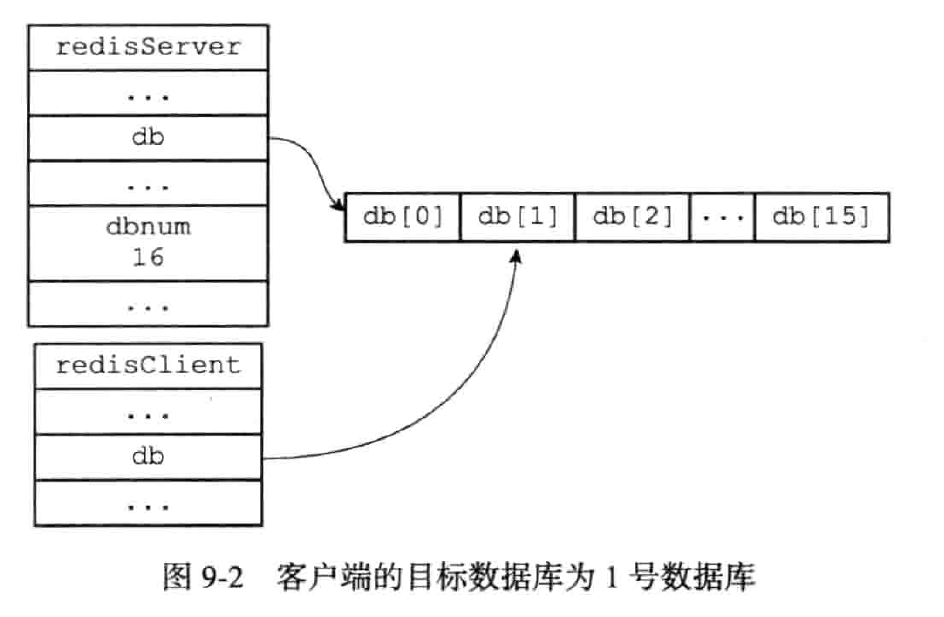 redisServer
...
db
...
dbnum
16
...
db[0] db[1] db[2] ... db[15]
redisClient
...
db
...
图 9-2 客户端的目标数据库为 1 号数据库